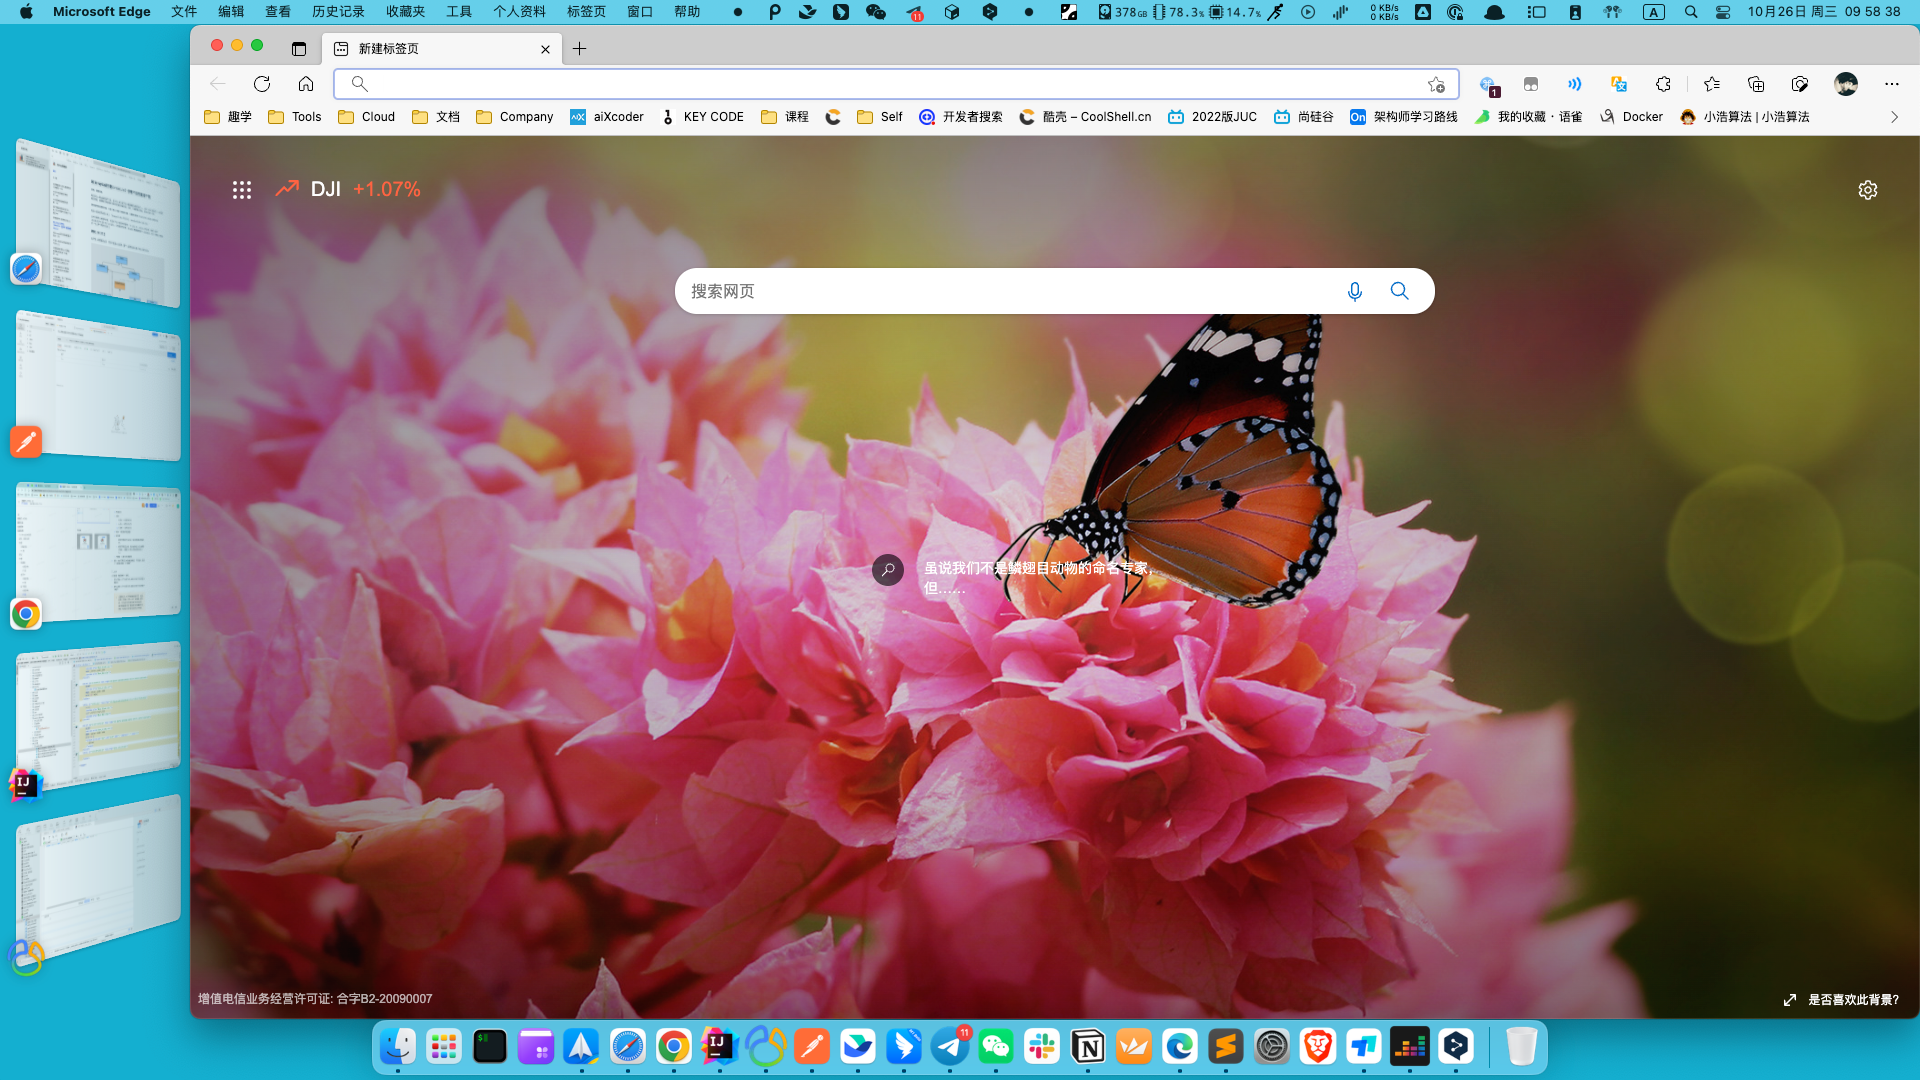 Microsoft Edge 文件 编辑 查看 历史记录 收藏夹 工具 个人资料 标签页 窗口 帮助 11 378GB 78.3% 14.7% 0 KB/s 0 KB/s A 10月26日 周三 09 58 38
新建标签页
1
趣学 Tools Cloud 文档 Company aiXcoder KEY CODE 课程 Self 开发者搜索 酷壳 – CoolShell.cn 2022版JUC 尚硅谷 On 架构师学习路线 我的收藏 · 语雀 Docker 小浩算法 | 小浩算法
DJI +1.07%
搜索网页
虽说我们不是鳞翅目动物的命名专家,
但……
增值电信业务经营许可证: 合字B2-20090007
是否喜欢此背景?
IJ
IJ
11